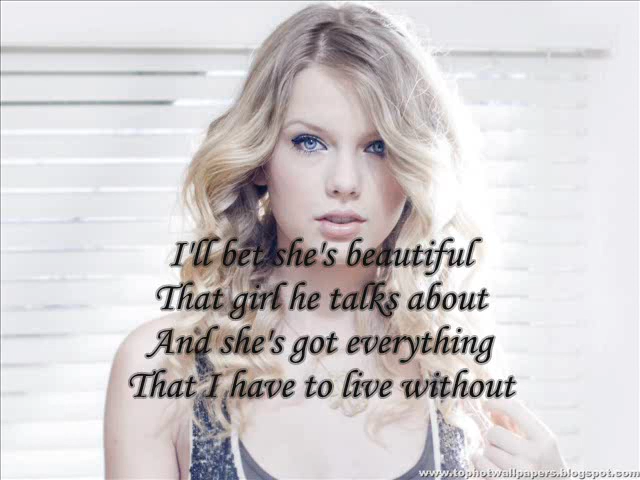 I'll bet she's beautiful
That girl he talks about
And she's got everything
That I have to live without
www.tophotwallpapers.blogspot.com